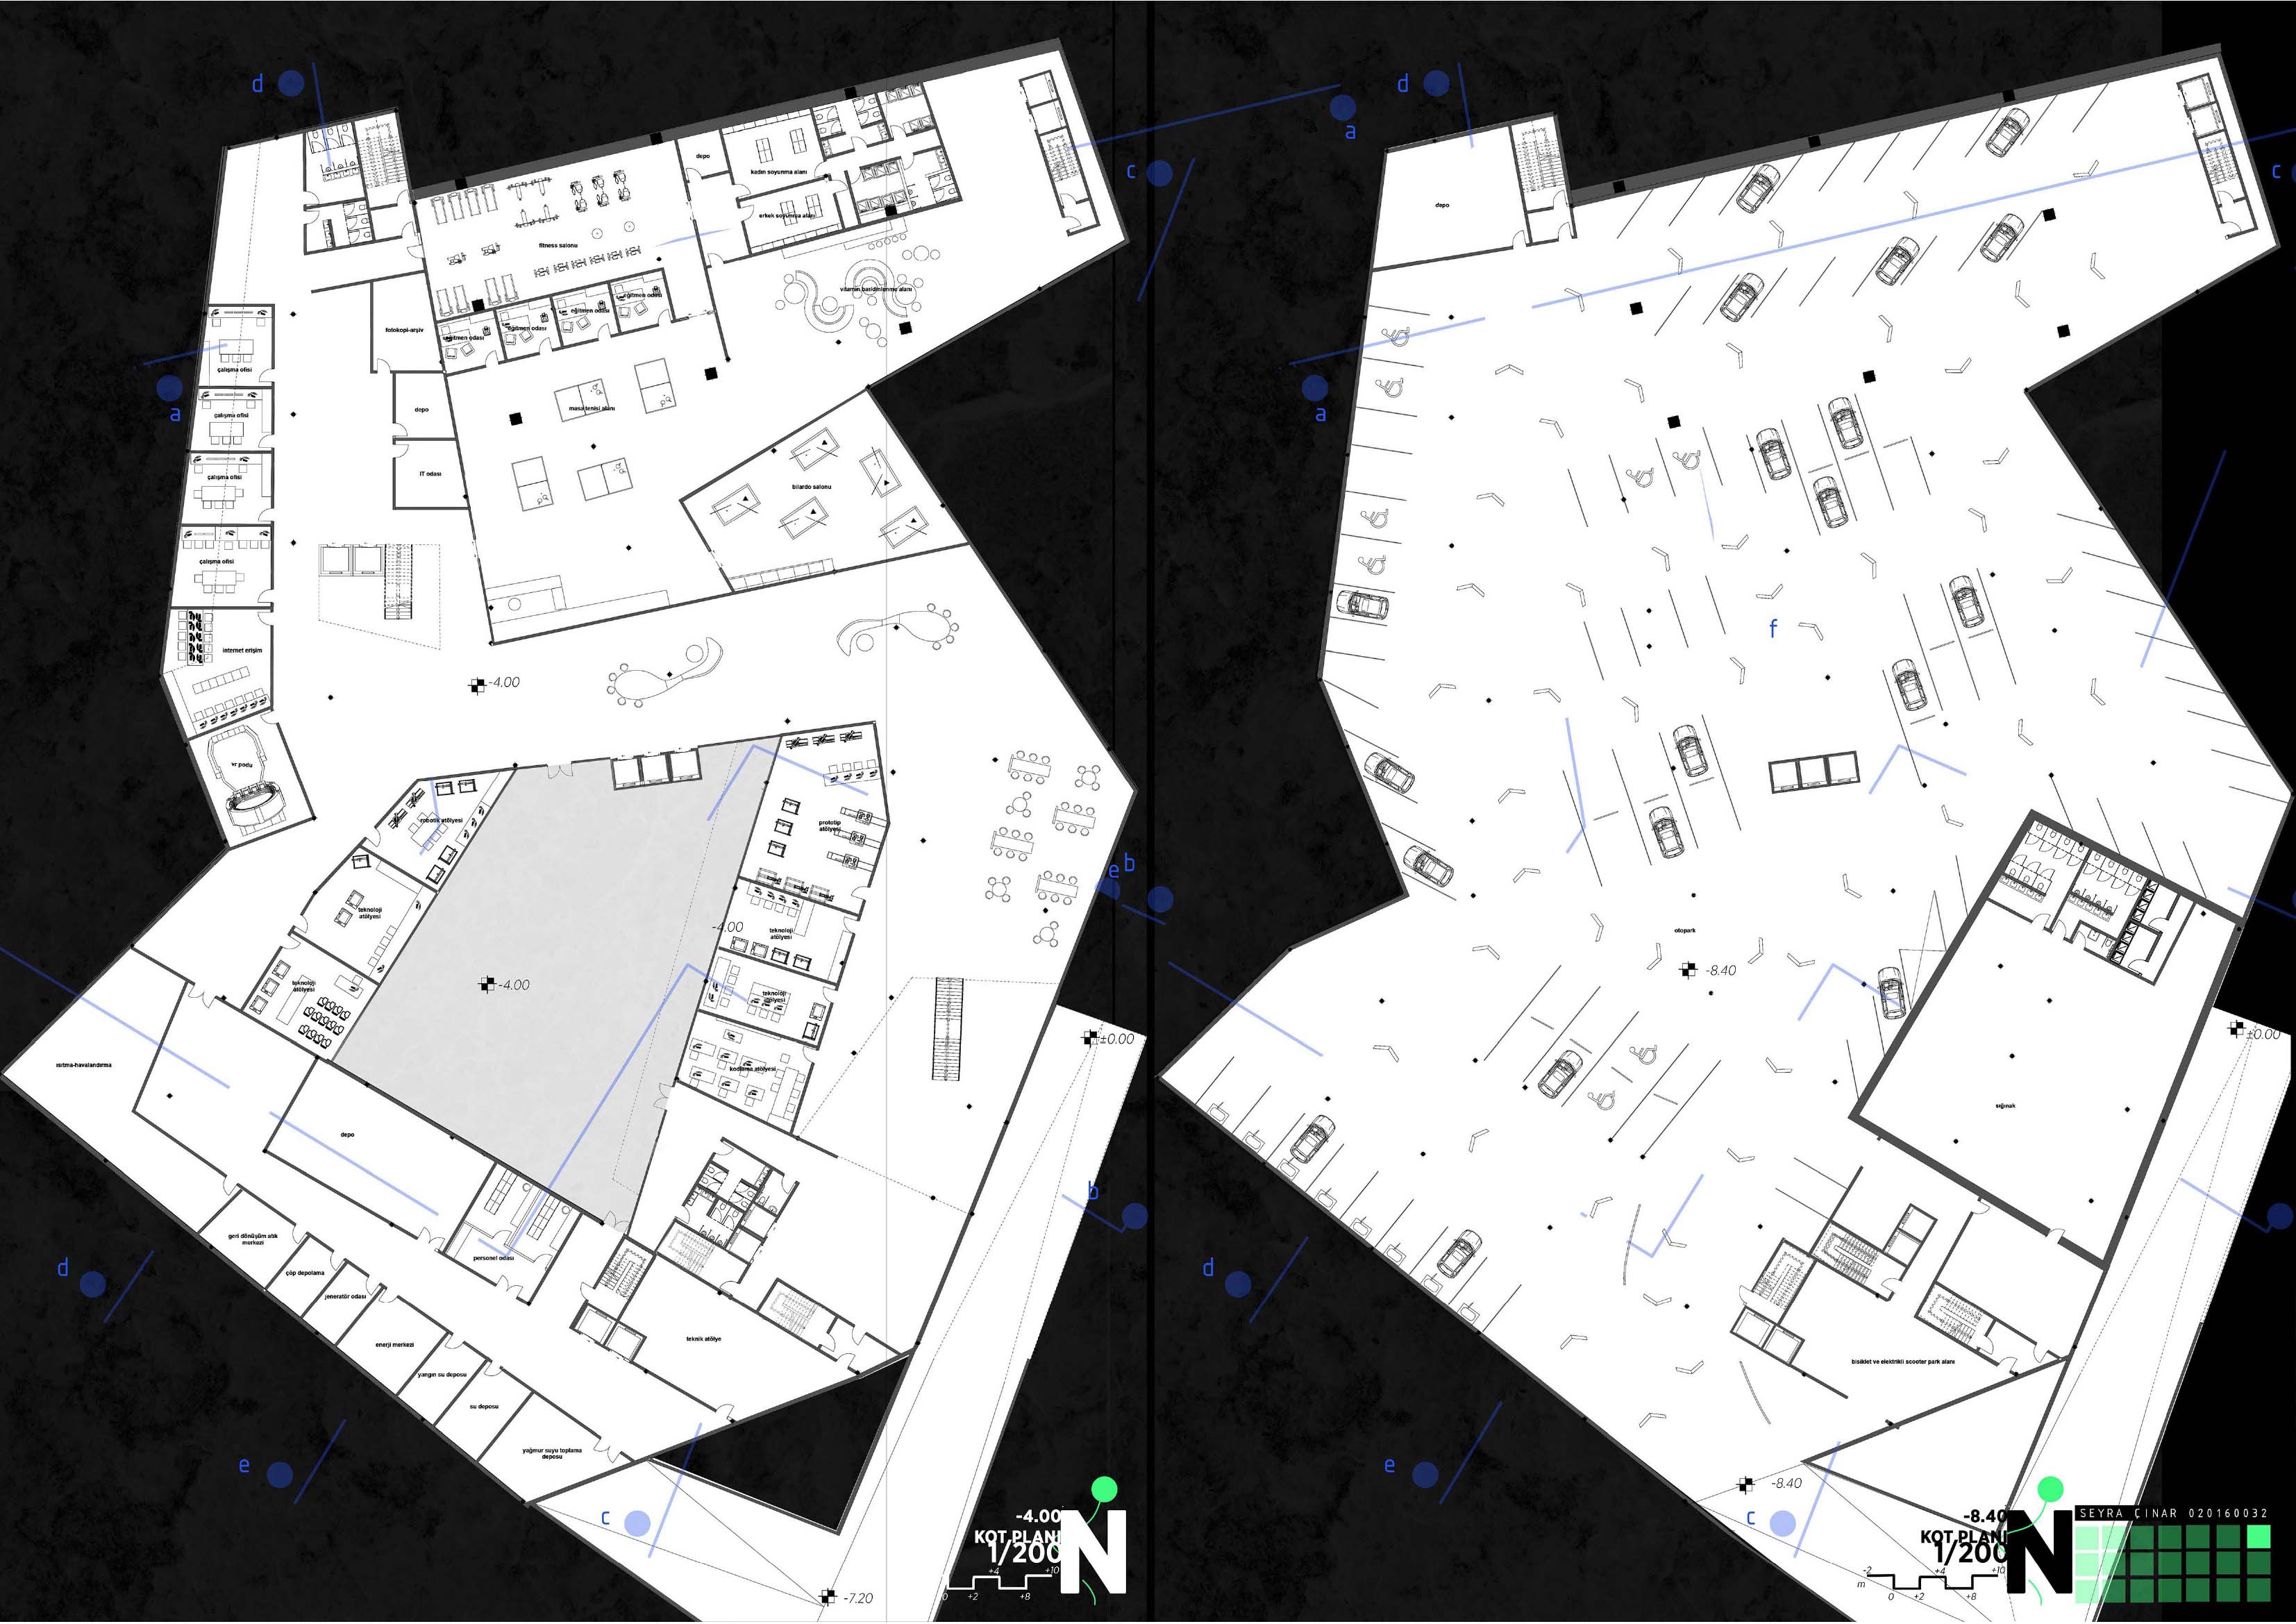 d
a
c
depo
kadın soyunma alanı
erkek soyunma alanı
fitness salonu
vitamin bar/dinlenme alanı
eğitmen odası
eğitmen odası
eğitmen odası
eğitmen odası
fotokopi-arşiv
çalışma ofisi
a
çalışma ofisi
depo
masa tenisi alanı
IT odası
çalışma ofisi
bilardo salonu
çalışma ofisi
internet erişim
-4.00
vr pod
robotik atölyesi
prototip
atölyesi
teknoloji
atölyesi
teknoloji
atölyesi
-4.00
teknoloji
atölyesi
-4.00
teknoloji
atölyesi
kodlama atölyesi
ısıtma-havalandırma
±0.00
e
b
b
depo
personel odası
geri dönüşüm atık
merkezi
çöp depolama
jeneratör odası
enerji merkezi
yangın su deposu
su deposu
yağmur suyu toplama
deposu
teknik atölye
d
e
c
-7.20
-4.00
KOT PLANI
1/200
N
+4
+10
0
+2
+8
d
c
depo
a
f
otopark
-8.40
sığınak
±0.00
bisiklet ve elektrikli scooter park alanı
d
e
c
-8.40
-8.40
KOT PLANI
1/200
N
-2
+4
+10
m
0
+2
+8
SEYRA ÇINAR 020160032